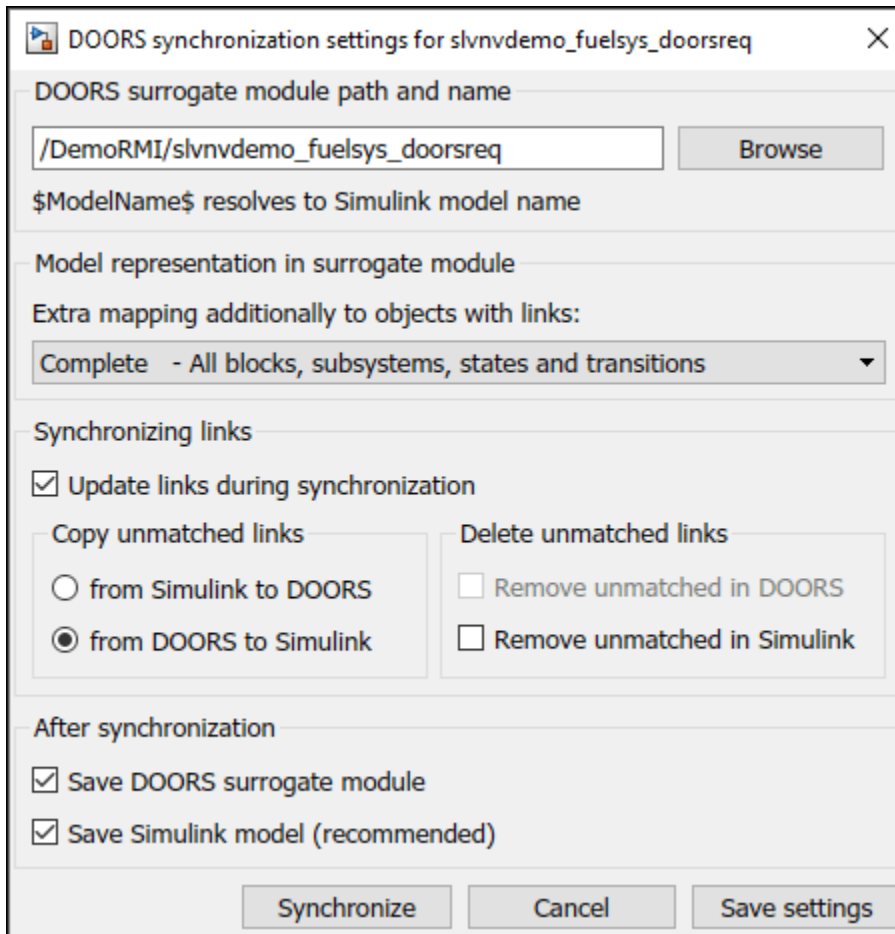 DOORS synchronization settings for slvnvdemo_fuelsys_doorsreq
DOORS surrogate module path and name
/DemoRMI/slvnvdemo_fuelsys_doorsreq
Browse
$ModelName$ resolves to Simulink model name
Model representation in surrogate module
Extra mapping additionally to objects with links:
Complete - All blocks, subsystems, states and transitions
Synchronizing links
Update links during synchronization
Copy unmatched links
from Simulink to DOORS
from DOORS to Simulink
Delete unmatched links
Remove unmatched in DOORS
Remove unmatched in Simulink
After synchronization
Save DOORS surrogate module
Save Simulink model (recommended)
Synchronize
Cancel
Save settings